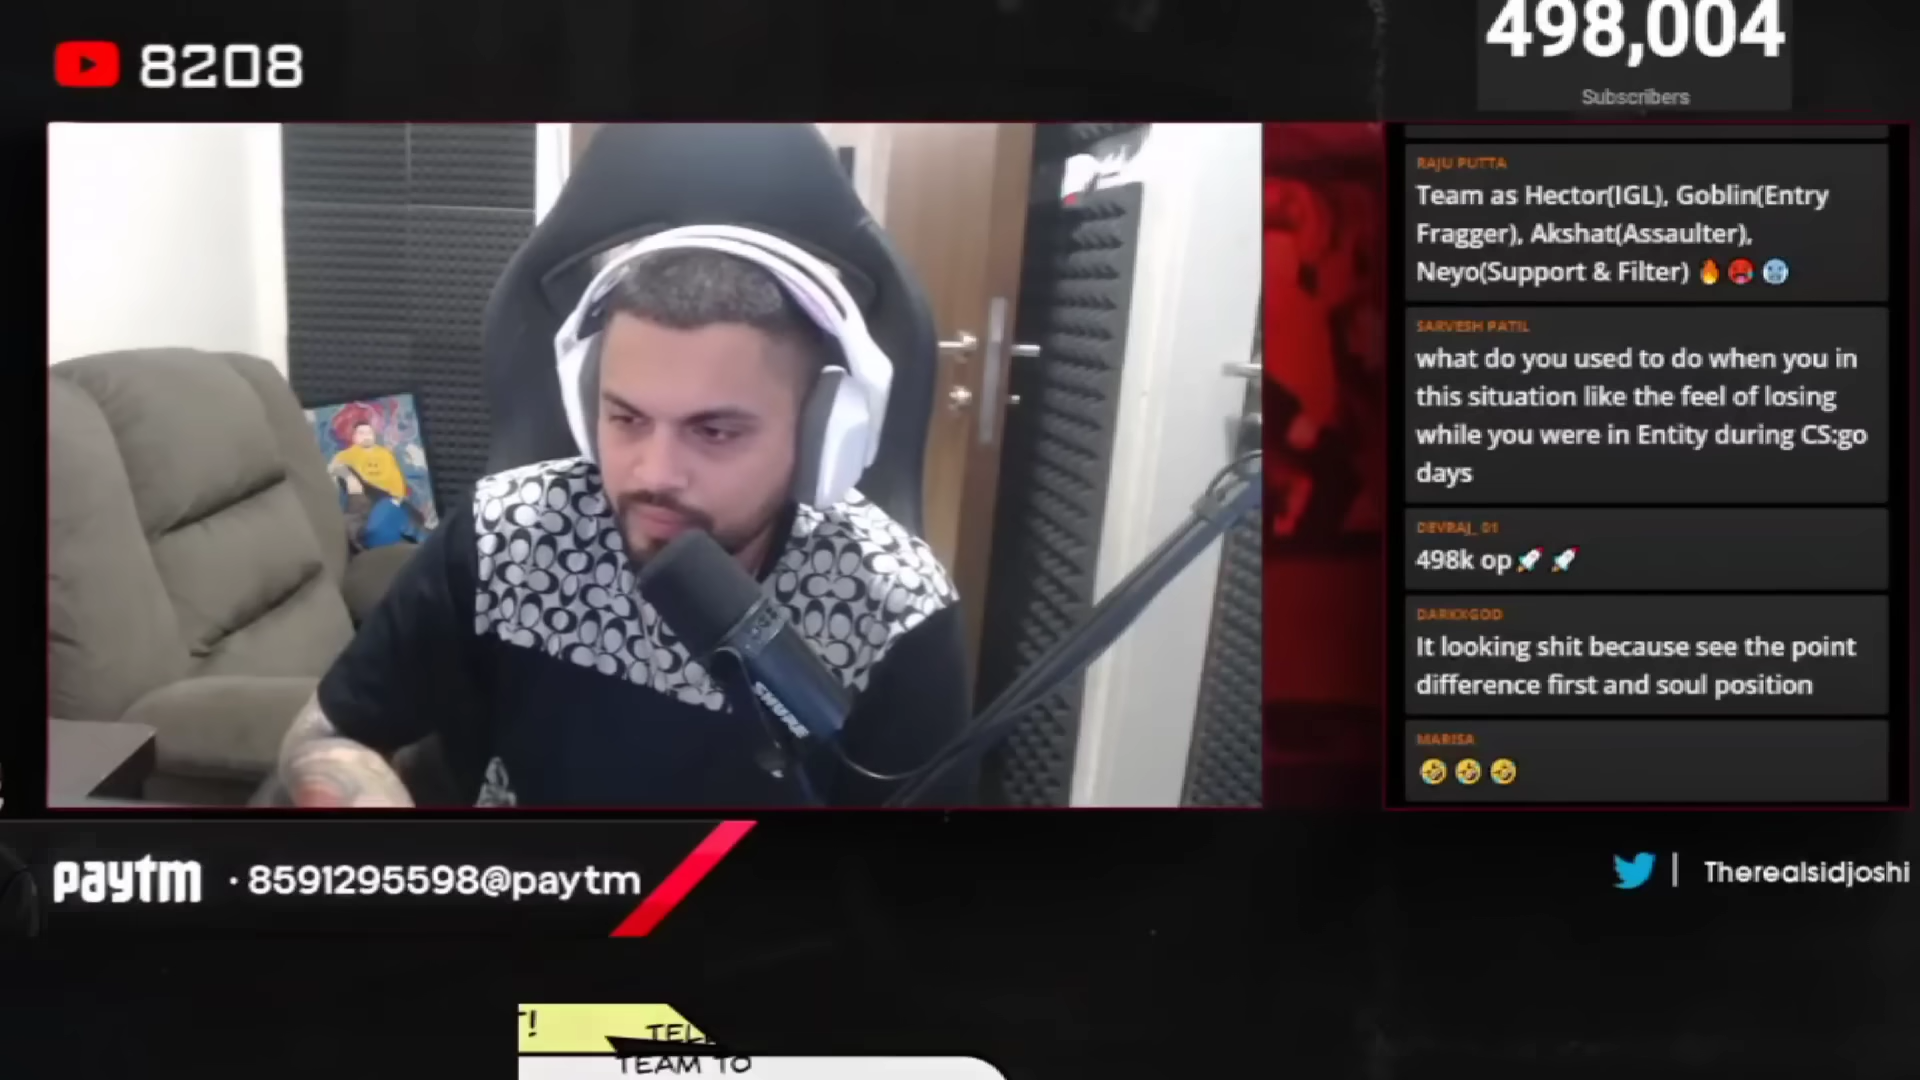 8208
498,004
Subscribers
RAJU PUTTA
Team as Hector(IGL), Goblin(Entry
Fragger), Akshat(Assaulter),
Neyo(Support & Filter) 🔥🥵🥶
SARVESH PATIL
what do you used to do when you in
this situation like the feel of losing
while you were in Entity during CS:go
days
DEVRAJ_01
498k op🚀 🚀
DARKXGOD
It looking shit because see the point
difference first and soul position
MARISA
🤣 🤣 🤣
SHURE
paytm · 8591295598@paytm
Therealsidjoshi
T!
TELL
TEAM TO